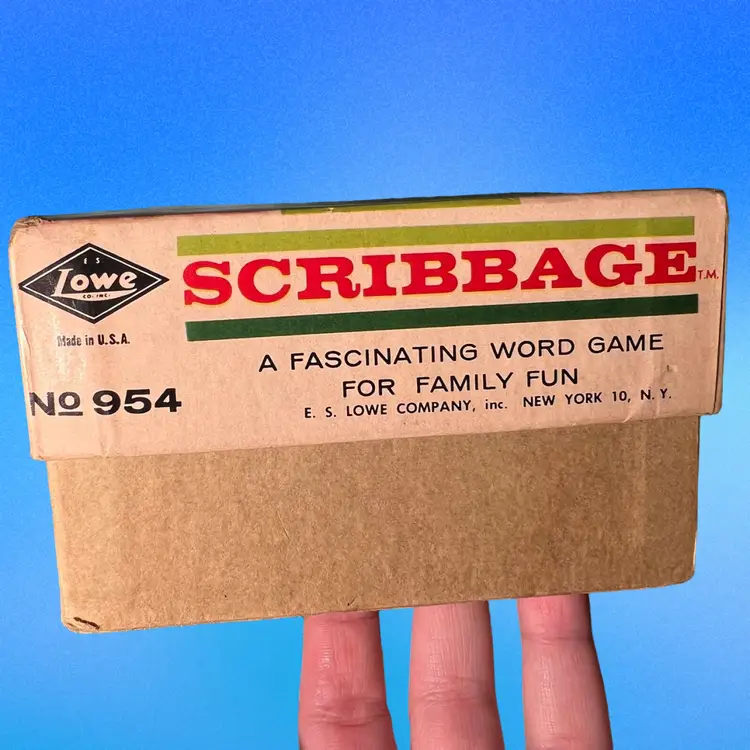 E S
Lowe
CO. INC.
Made in U.S.A.
Nº 954
SCRIBBAGE T.M.
A FASCINATING WORD GAME
FOR FAMILY FUN
E. S. LOWE COMPANY, inc. NEW YORK 10, N. Y.